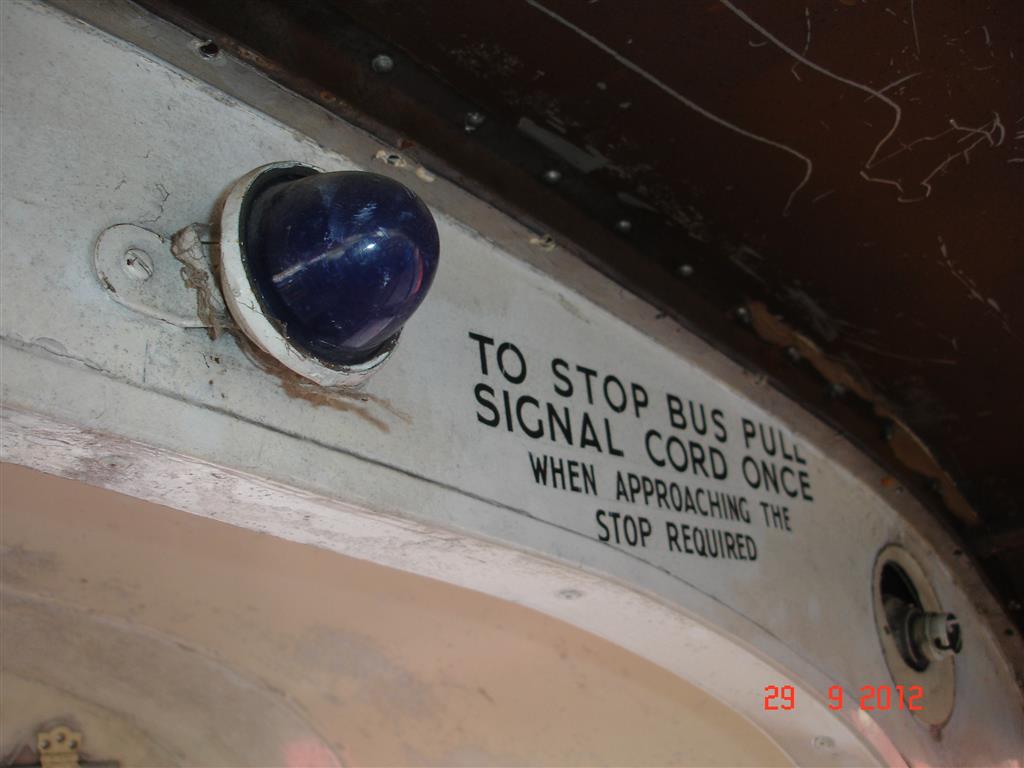 TO STOP BUS PULL
SIGNAL CORD ONCE
WHEN APPROACHING THE
STOP REQUIRED
29 9 2012